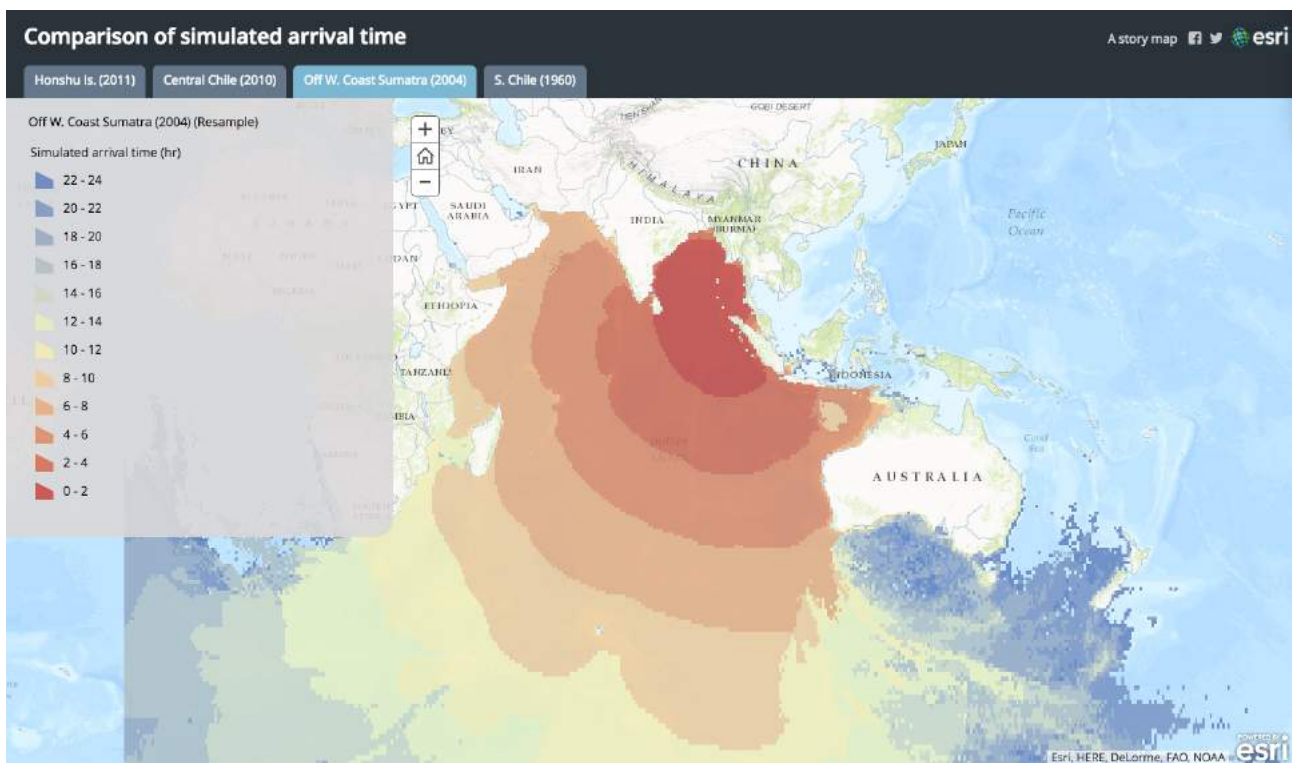 Comparison of simulated arrival time
A story map
esri
Honshu Is. (2011)
Central Chile (2010)
Off W. Coast Sumatra (2004)
S. Chile (1960)
Off W. Coast Sumatra (2004) (Resample)
Simulated arrival time (hr)
22 - 24
20 - 22
18 - 20
16 - 18
14 - 16
12 - 14
10 - 12
8 - 10
6 - 8
4 - 6
2 - 4
0 - 2
+
−
GOBI DESERT
JAPAN
CHINA
IRAN
HIMALAYA
SAUDI
ARABIA
INDIA
MYANMAR
(BURMA)
Pacific
Ocean
ETHIOPIA
INDONESIA
Coral
Sea
AUSTRALIA
POWERED BY
esri
Esri, HERE, DeLorme, FAO, NOAA